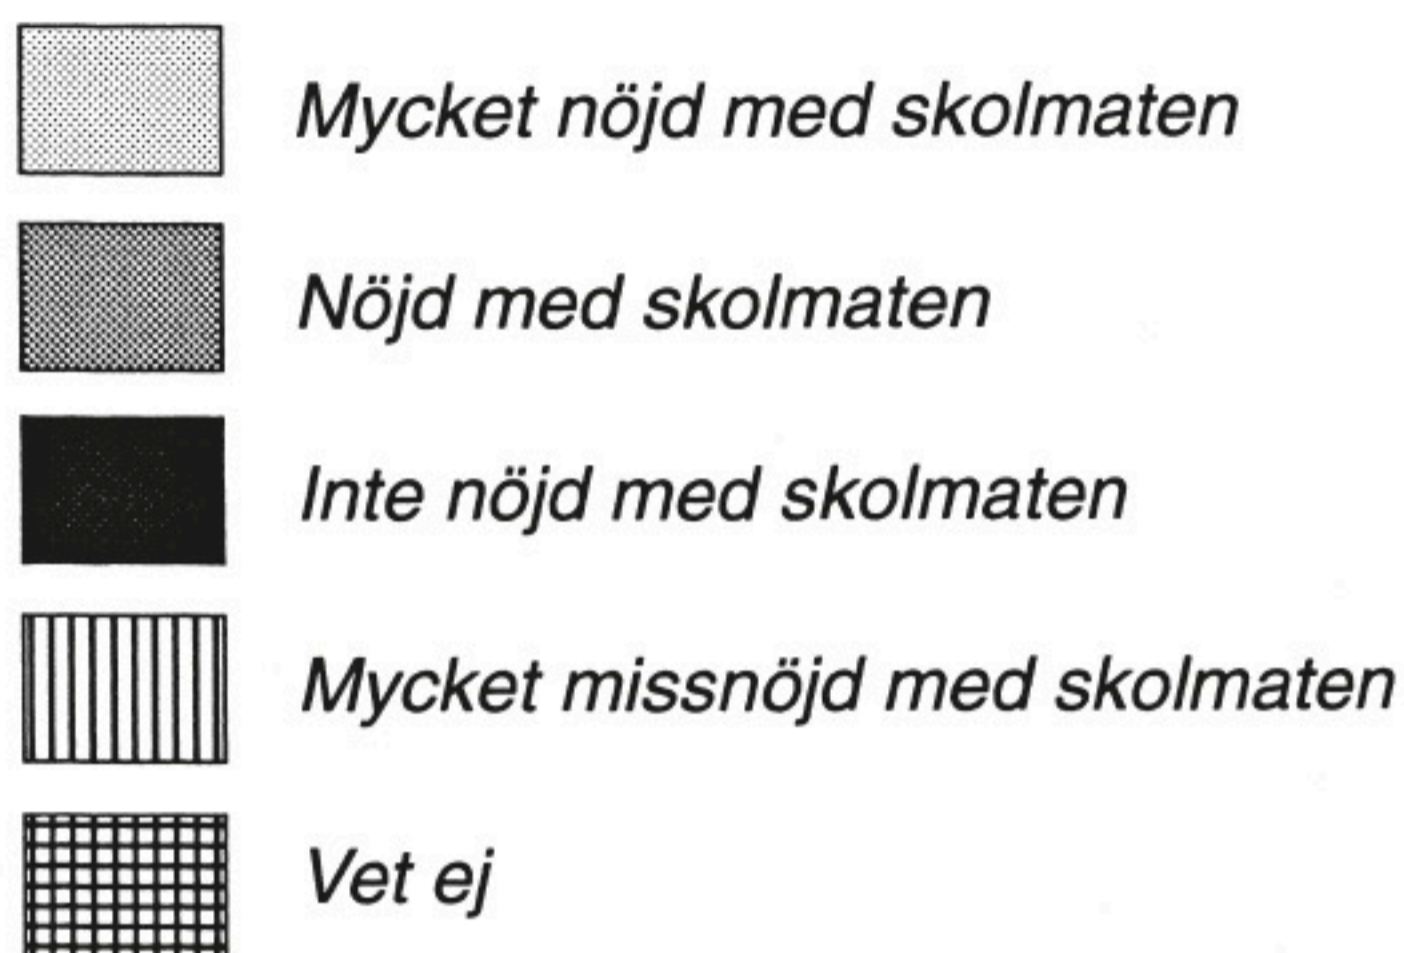 Mycket nöjd med skolmaten
Nöjd med skolmaten
Inte nöjd med skolmaten
Mycket missnöjd med skolmaten
Vet ej